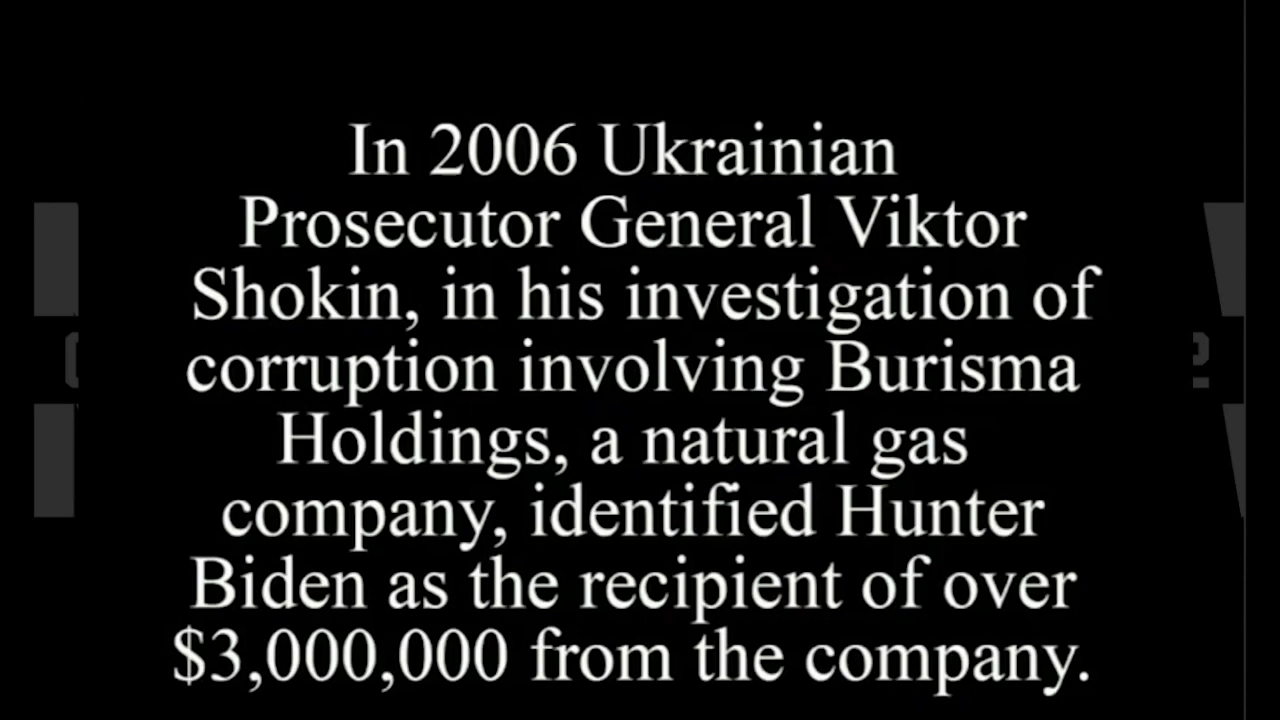 In 2006 Ukrainian
Prosecutor General Viktor
Shokin, in his investigation of
corruption involving Burisma
Holdings, a natural gas
company, identified Hunter
Biden as the recipient of over
$3,000,000 from the company.